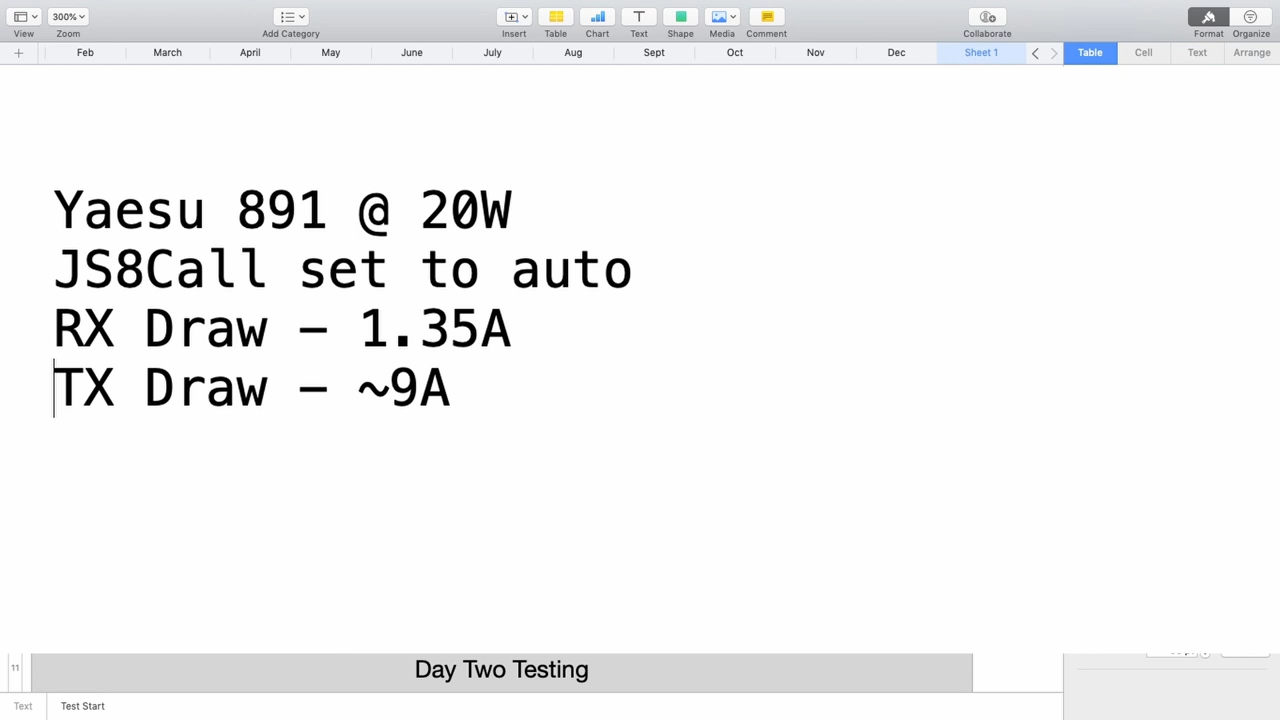 300%
View
Zoom
Add Category
Insert
Table
Chart
Text
Shape
Media
Comment
Collaborate
Format
Organize
Feb
March
April
May
June
July
Aug
Sept
Oct
Nov
Dec
Sheet 1
Table
Cell
Text
Arrange
Yaesu 891 @ 20W
JS8Call set to auto
RX Draw – 1.35A
TX Draw – ~9A
11
Day Two Testing
Text
Test Start